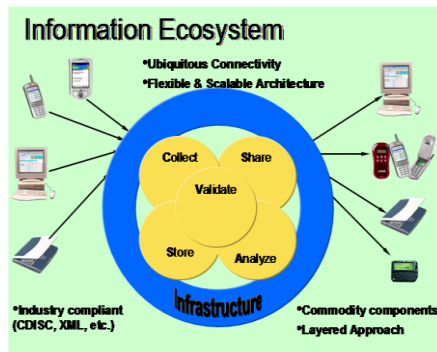 Information Ecosystem
•Ubiquitous Connectivity
•Flexible & Scalable Architecture
Collect
Share
Validate
Store
Analyze
Infrastructure
•Industry compliant
(CDISC, XML, etc.)
•Commodity components
•Layered Approach